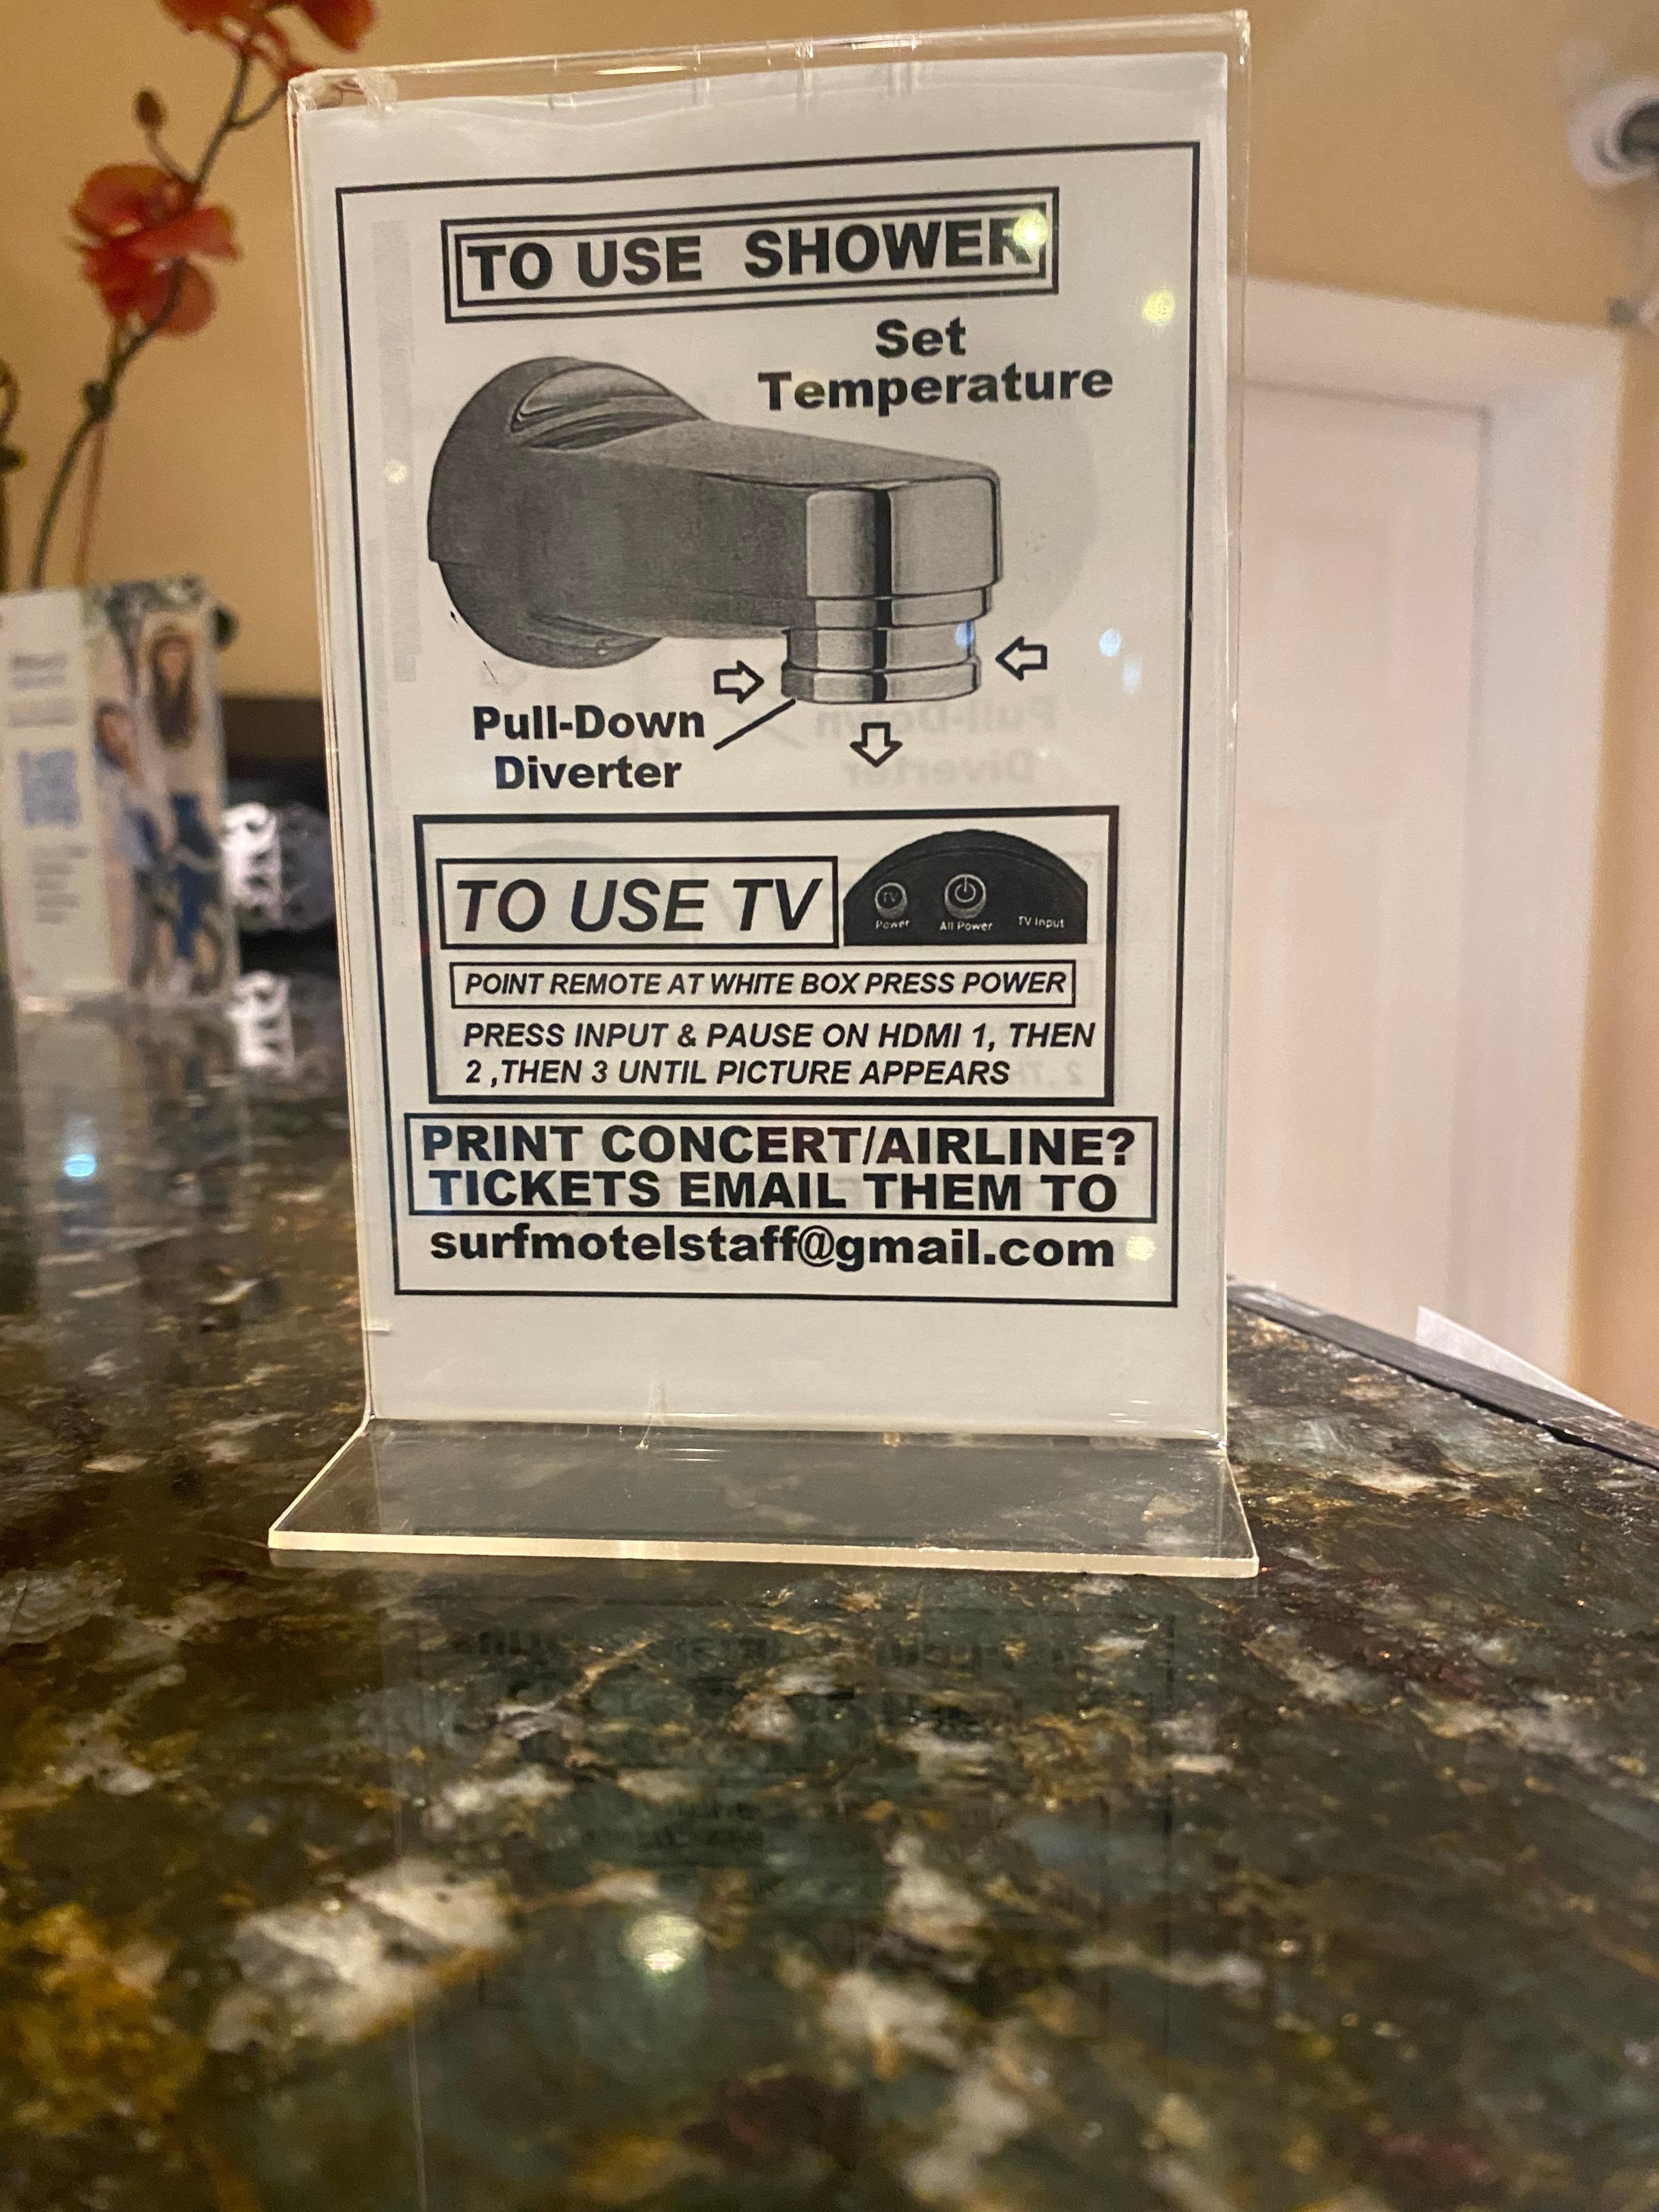 TO USE SHOWER
Set
Temperature
Pull-Down
Diverter
TO USE TV
TV
Power
All Power
TV Input
POINT REMOTE AT WHITE BOX PRESS POWER
PRESS INPUT & PAUSE ON HDMI 1, THEN
2 ,THEN 3 UNTIL PICTURE APPEARS
PRINT CONCERT/AIRLINE?
TICKETS EMAIL THEM TO
surfmotelstaff@gmail.com